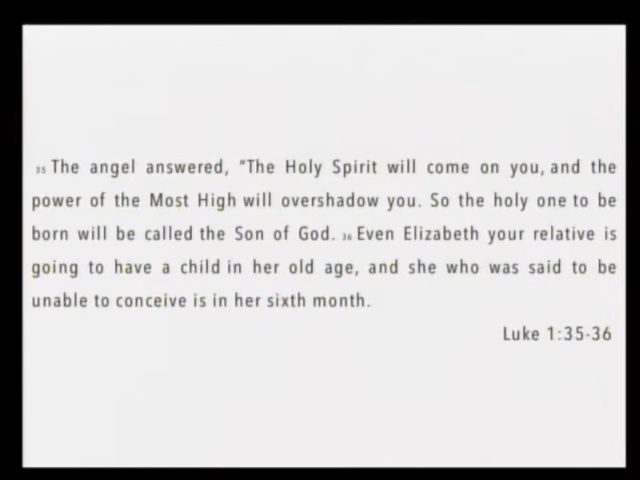 35 The angel answered, "The Holy Spirit will come on you, and the
power of the Most High will overshadow you. So the holy one to be
born will be called the Son of God. 36 Even Elizabeth your relative is
going to have a child in her old age, and she who was said to be
unable to conceive is in her sixth month.
Luke 1:35-36